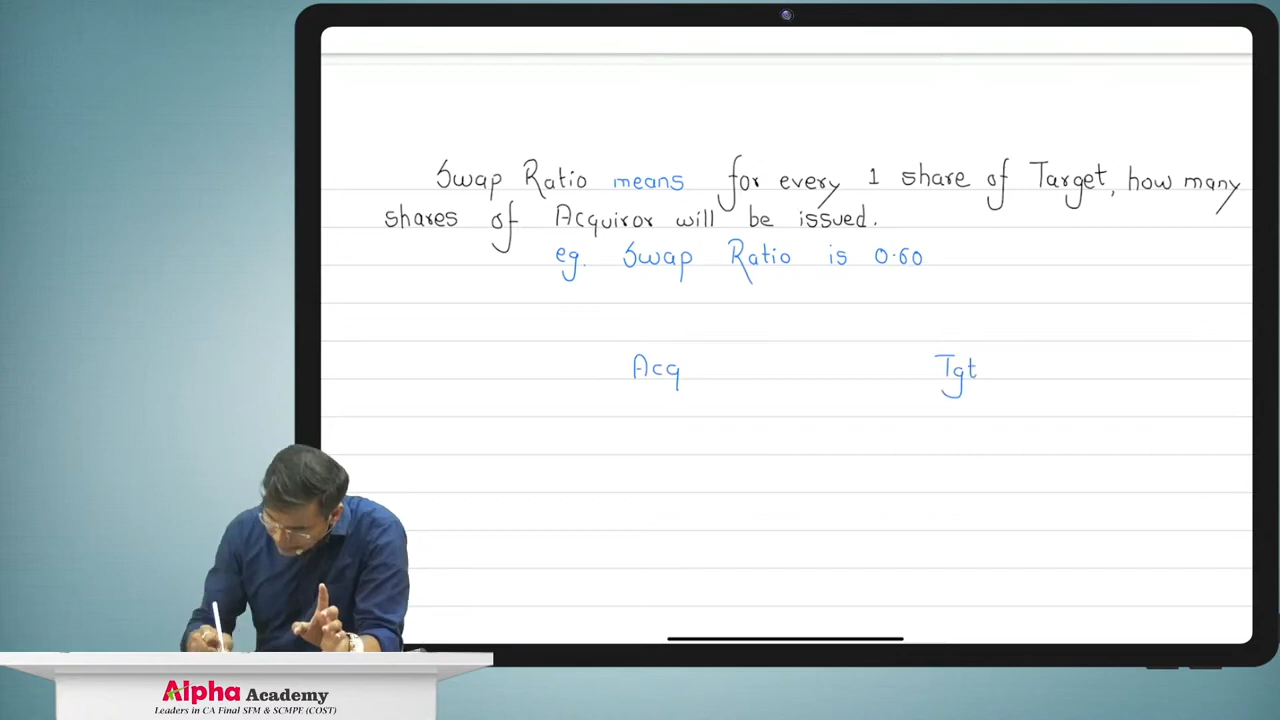 Swap Ratio means for every 1 share of Target, how many
shares of Acquiror will be issued.
eg. Swap Ratio is 0.60
Acq Tgt
Alpha Academy
Leaders in CA Final SFM & SCMPE (COST)